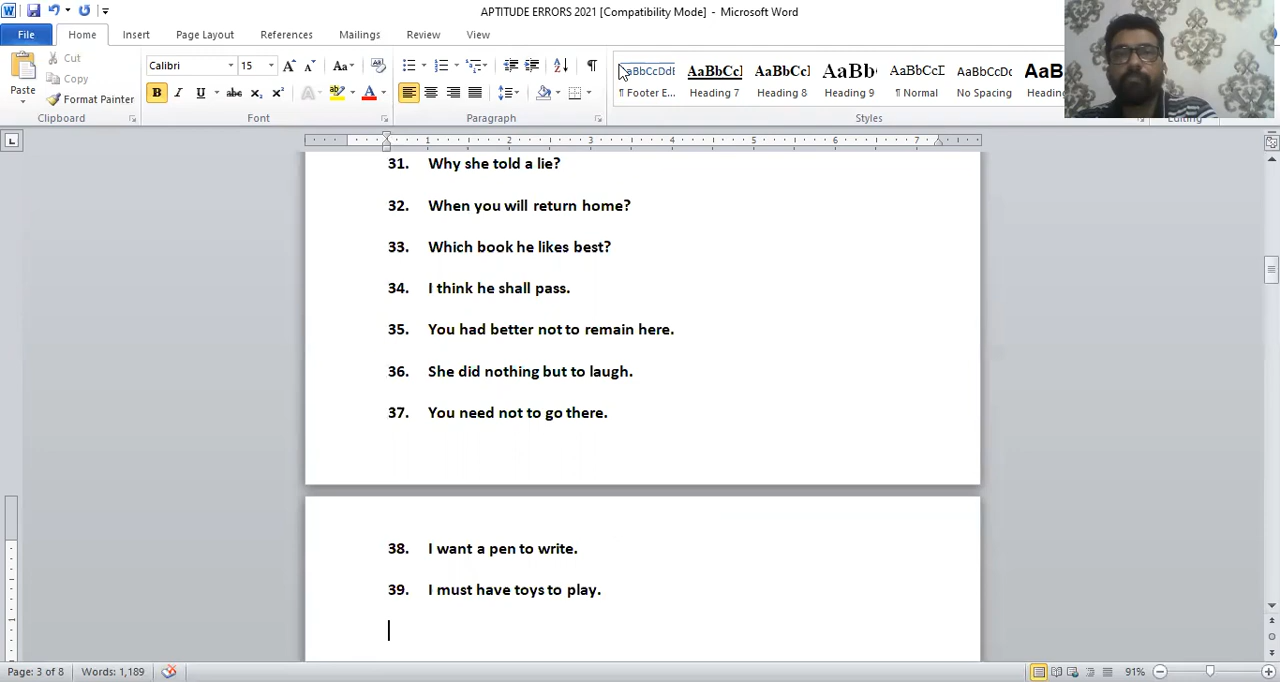 APTITUDE ERRORS 2021 [Compatibility Mode] - Microsoft Word
File Home Insert Page Layout References Mailings Review View
Paste
Cut
Copy
Format Painter
Clipboard
Calibri 15
Font
Paragraph
¶ Footer E...
AaBbCcI
Heading 7
AaBbCcI
Heading 8
AaBb(
Heading 9
AaBbCcD
¶ Normal
AaBbCcDc
No Spacing
AaBb
Styles
31. Why she told a lie?
32. When you will return home?
33. Which book he likes best?
34. I think he shall pass.
35. You had better not to remain here.
36. She did nothing but to laugh.
37. You need not to go there.
38. I want a pen to write.
39. I must have toys to play.
Page: 3 of 8 Words: 1,189 91%